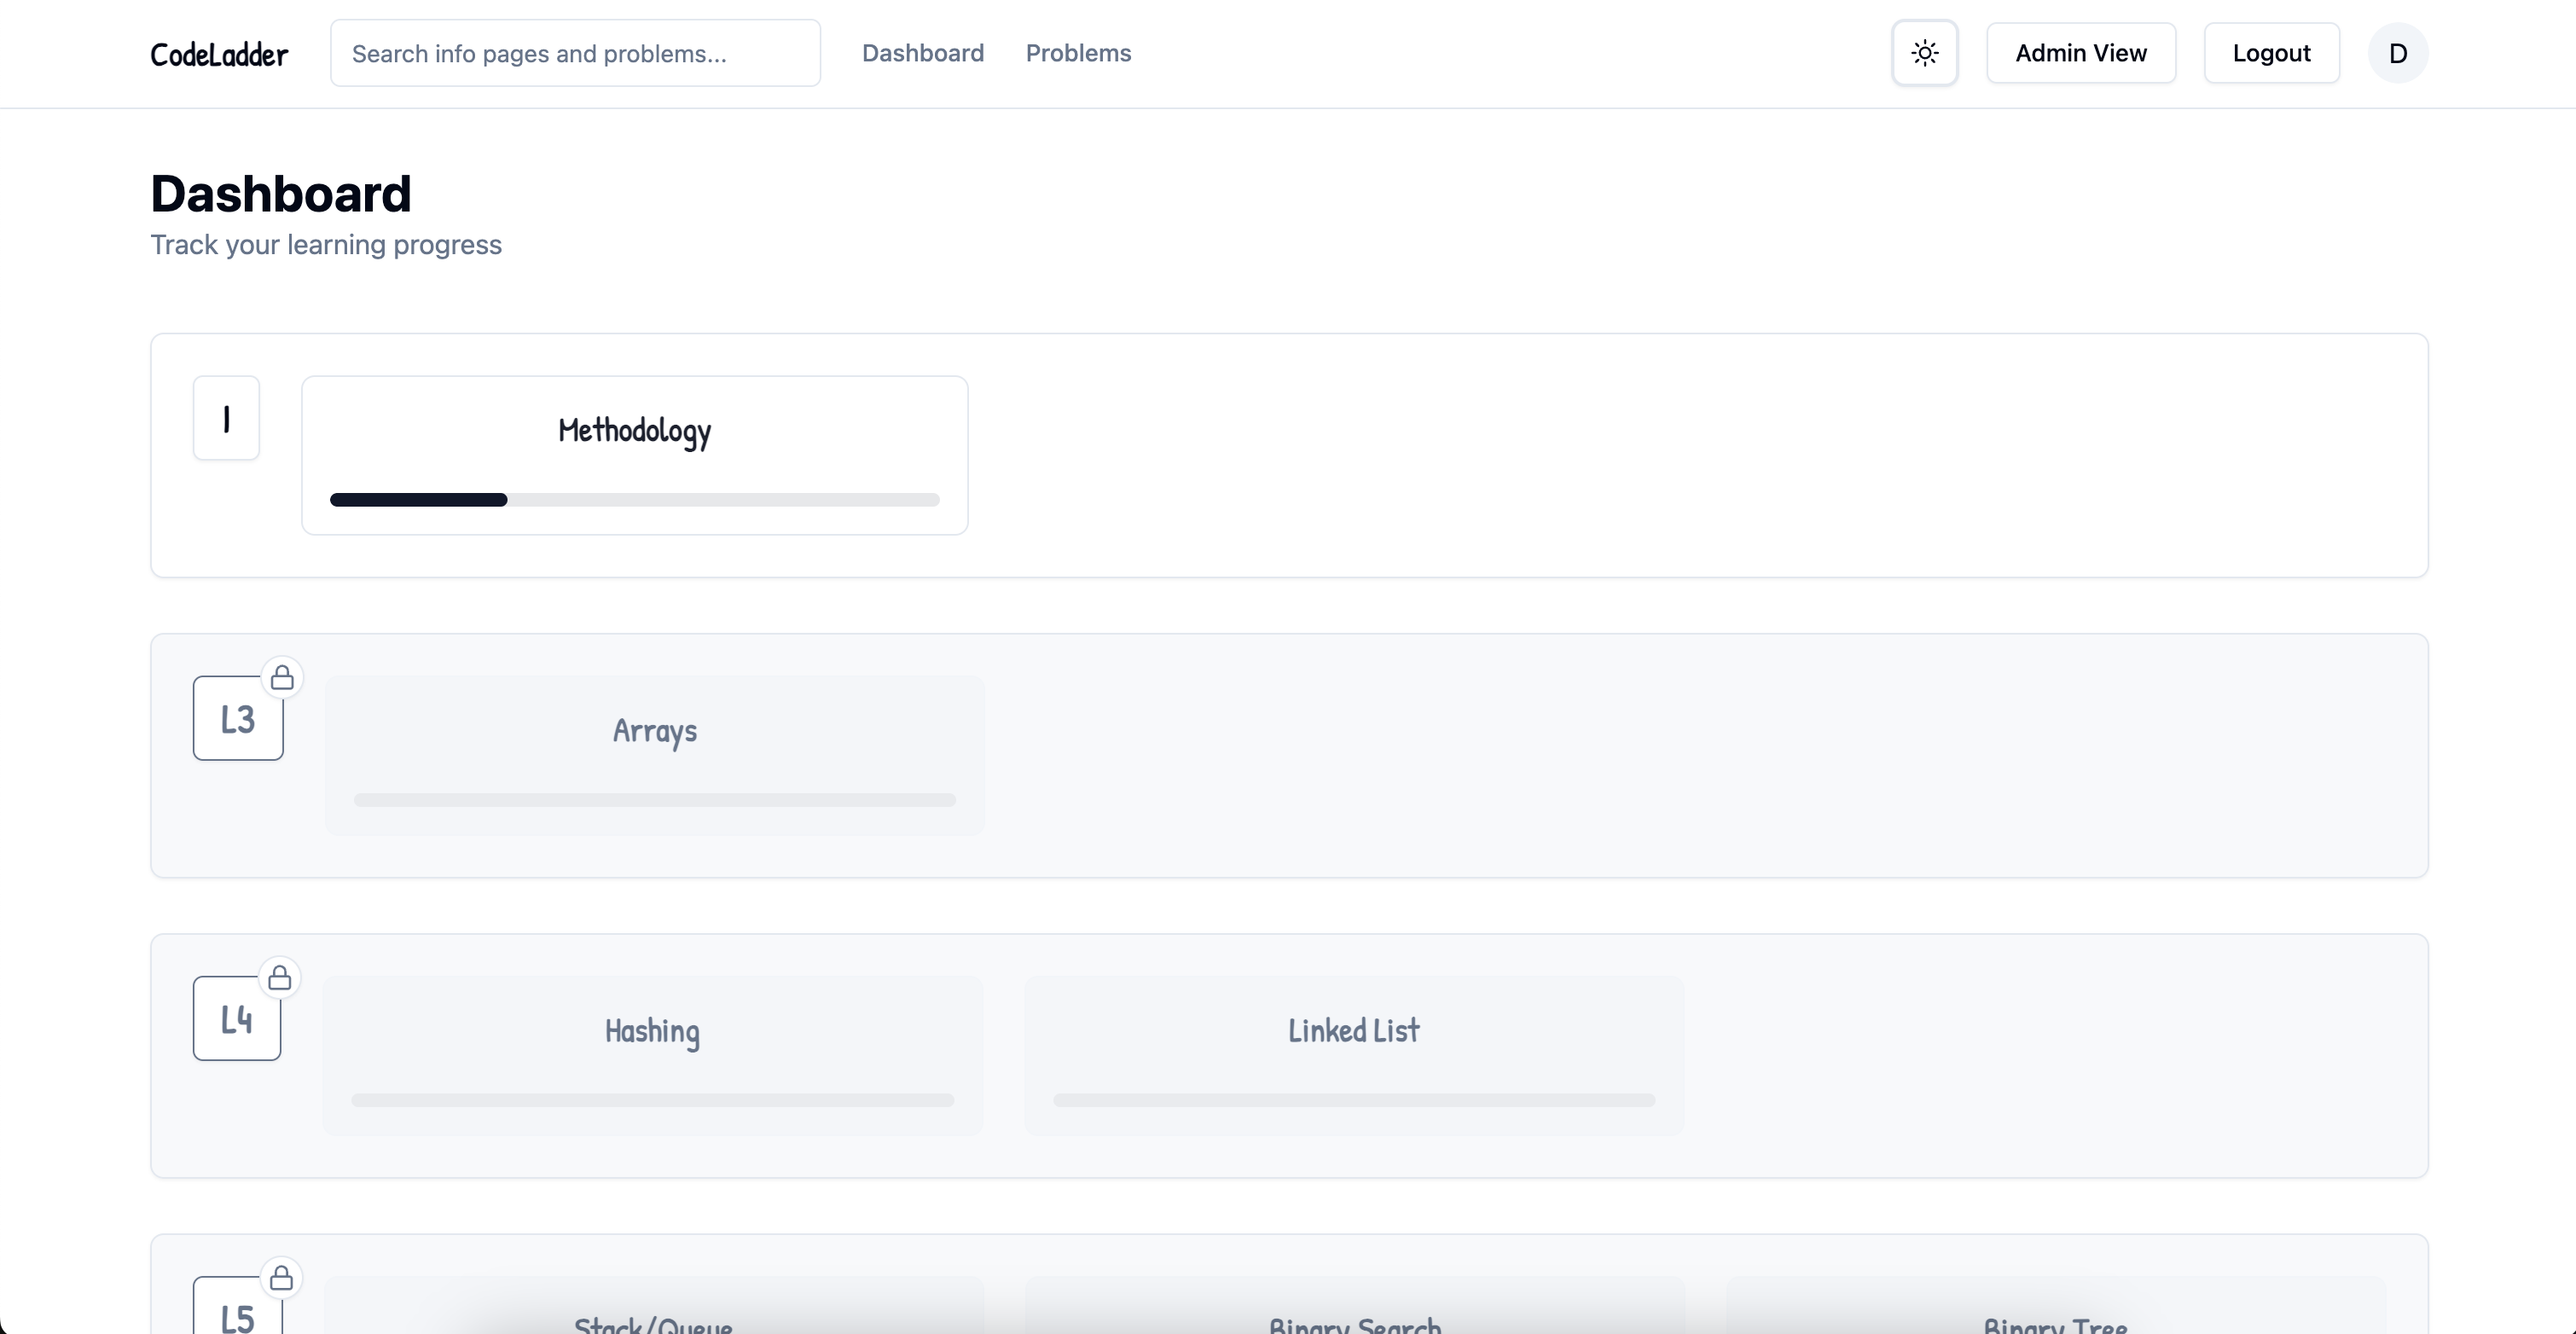 CodeLadder
Search info pages and problems...
Dashboard
Problems
Admin View
Logout
D
Dashboard
Track your learning progress
I
Methodology
L3
Arrays
L4
Hashing
Linked List
L5
Stack/Queue
Binary Search
Binary Tree